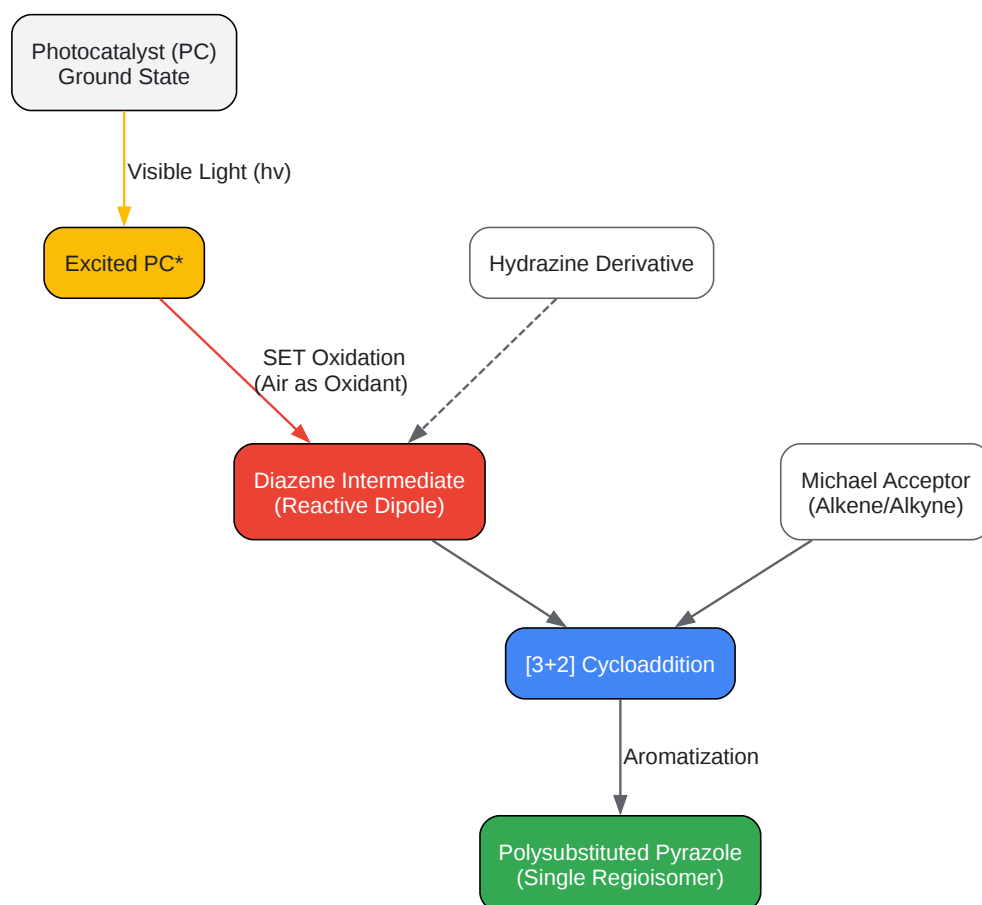 Photocatalyst (PC)
Ground State
Visible Light (hv)
Excited PC*
Hydrazine Derivative
SET Oxidation
(Air as Oxidant)
Diazene Intermediate
(Reactive Dipole)
Michael Acceptor
(Alkene/Alkyne)
[3+2] Cycloaddition
Aromatization
Polysubstituted Pyrazole
(Single Regioisomer)